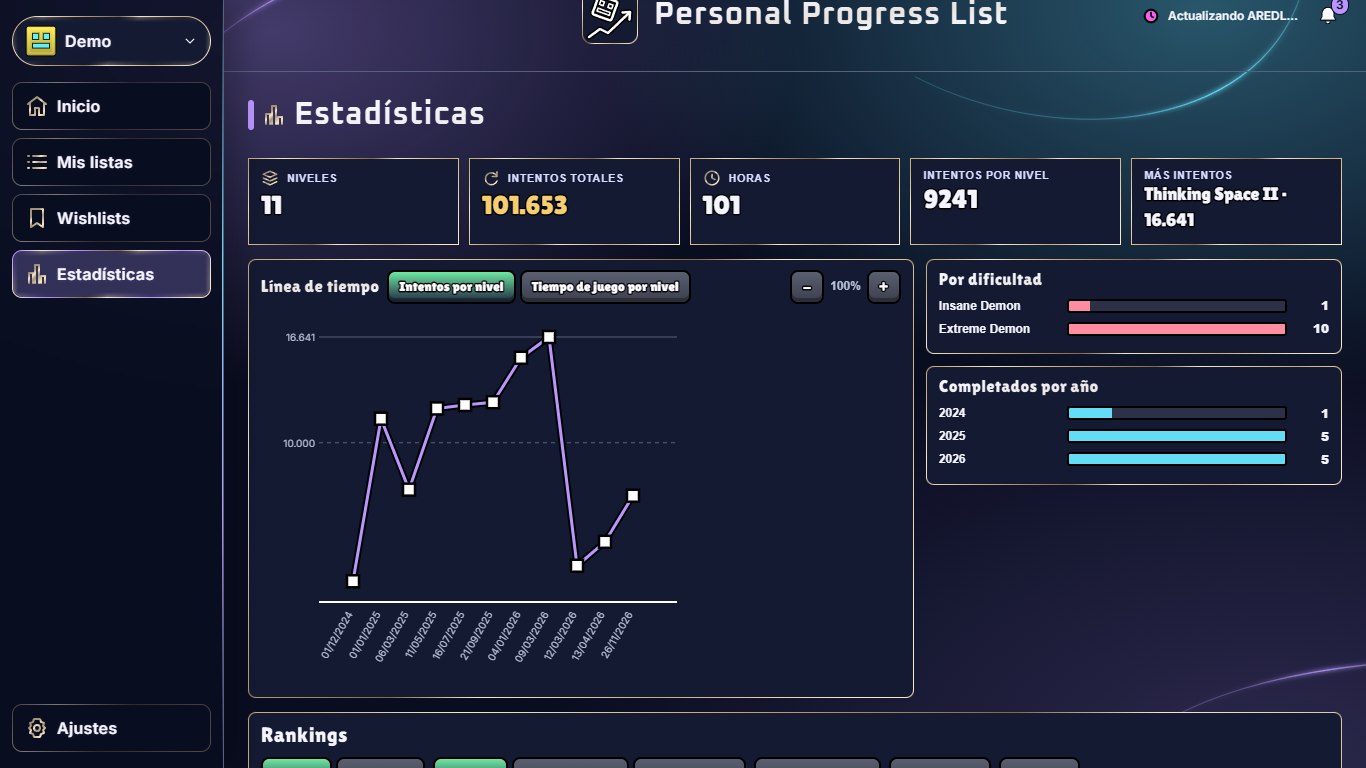 Demo
Inicio
Mis listas
Wishlists
Estadísticas
Ajustes
Personal Progress List
Actualizando AREDL...
3
Estadísticas
NIVELES
11
INTENTOS TOTALES
101.653
HORAS
101
INTENTOS POR NIVEL
9241
MÁS INTENTOS
Thinking Space II -
16.641
Línea de tiempo
Intentos por nivel
Tiempo de juego por nivel
–
100%
+
16.641
10.000
01/12/2024
01/01/2025
06/03/2025
11/05/2025
16/07/2025
21/09/2025
04/01/2026
09/03/2026
12/03/2026
13/04/2026
26/11/2026
Por dificultad
Insane Demon 1
Extreme Demon 10
Completados por año
2024 1
2025 5
2026 5
Rankings